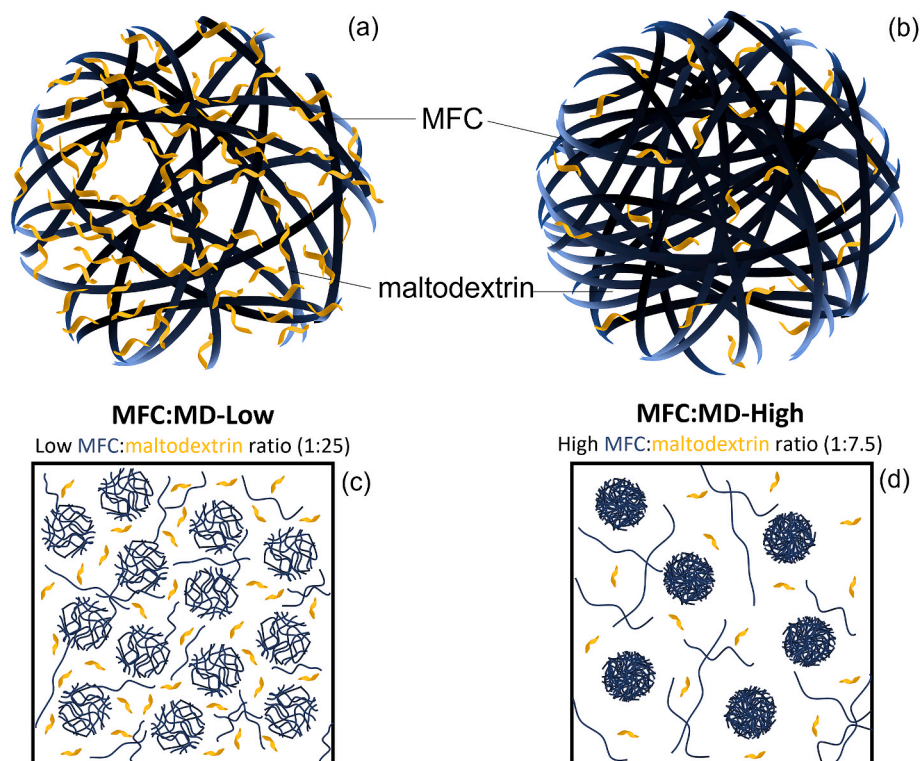 (a)
(b)
MFC
maltodextrin
MFC:MD-Low
Low MFC:maltodextrin ratio (1:25)
MFC:MD-High
High MFC:maltodextrin ratio (1:7.5)
(c)
(d)